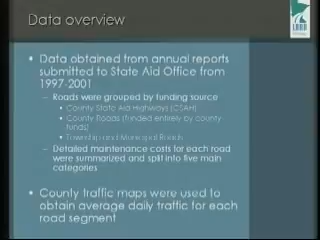 Data overview
LRRB
• Data obtained from annual reports
submitted to State Aid Office from
1997-2001
– Roads were grouped by funding source
• County State Aid Highways (CSAH)
• County Roads (funded entirely by county
funds)
• Township and Municipal Roads
– Detailed maintenance costs for each road
were summarized and split into five main
categories
• County traffic maps were used to
obtain average daily traffic for each
road segment